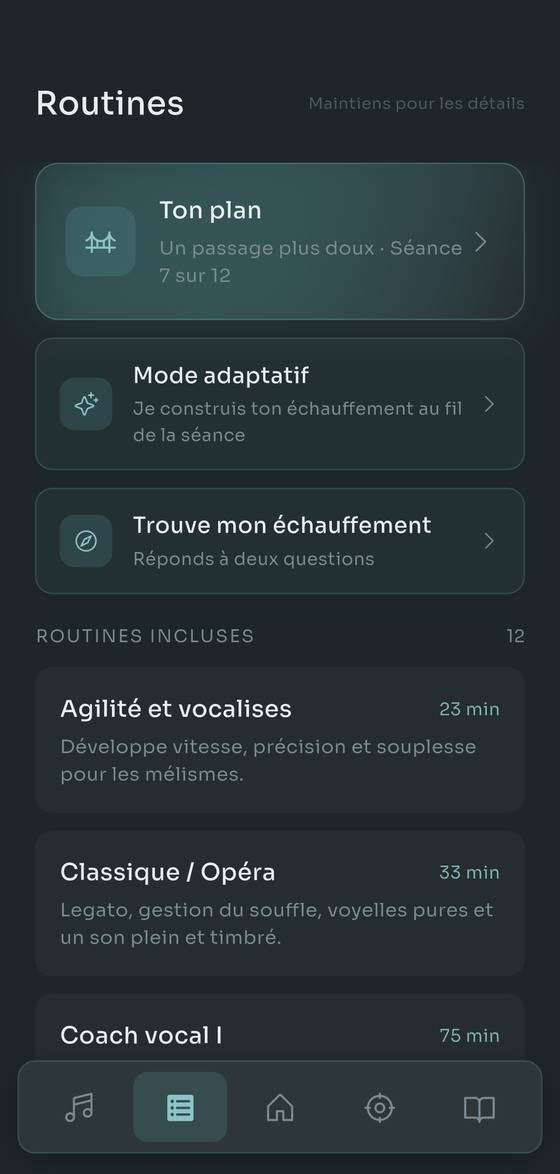 Routines
Maintiens pour les détails
Ton plan
Un passage plus doux · Séance
7 sur 12
Mode adaptatif
Je construis ton échauffement au fil
de la séance
Trouve mon échauffement
Réponds à deux questions
ROUTINES INCLUSES
12
Agilité et vocalises
23 min
Développe vitesse, précision et souplesse
pour les mélismes.
Classique / Opéra
33 min
Legato, gestion du souffle, voyelles pures et
un son plein et timbré.
Coach vocal I
75 min